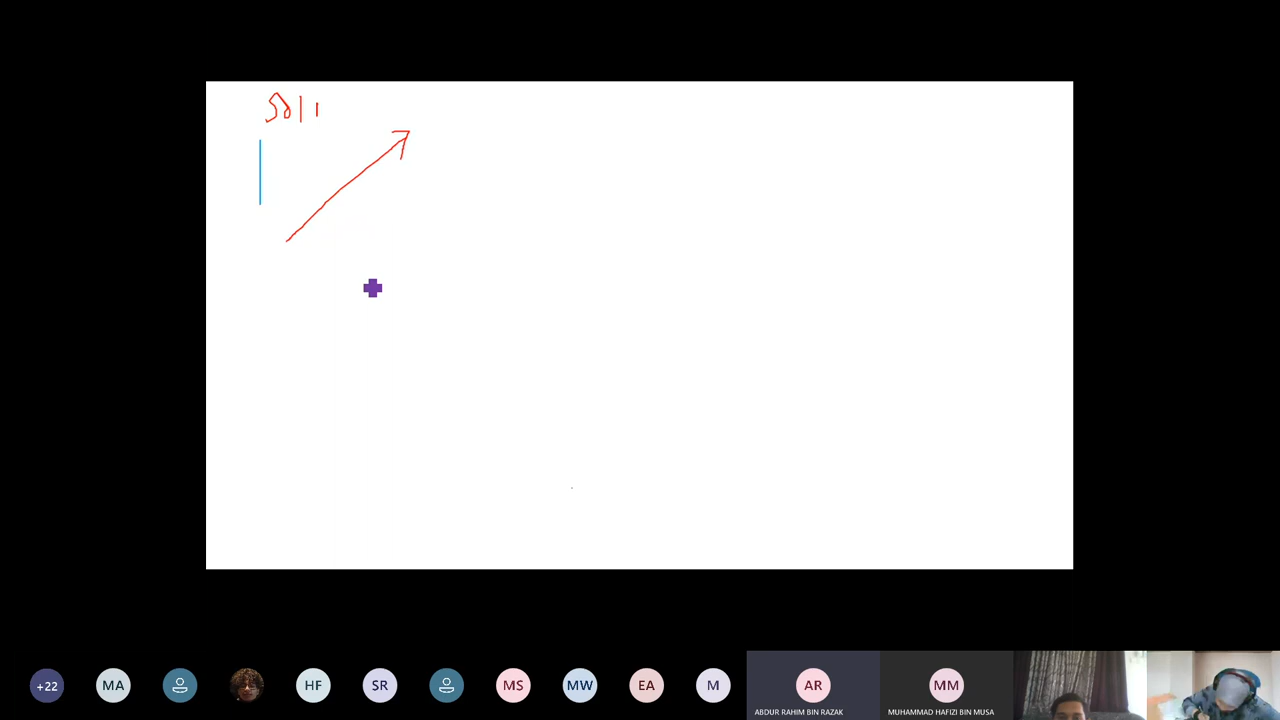 +22
MA
HF
SR
MS
MW
EA
M
AR
ABDUR RAHIM BIN RAZAK
MM
MUHAMMAD HAFIZI BIN MUSA